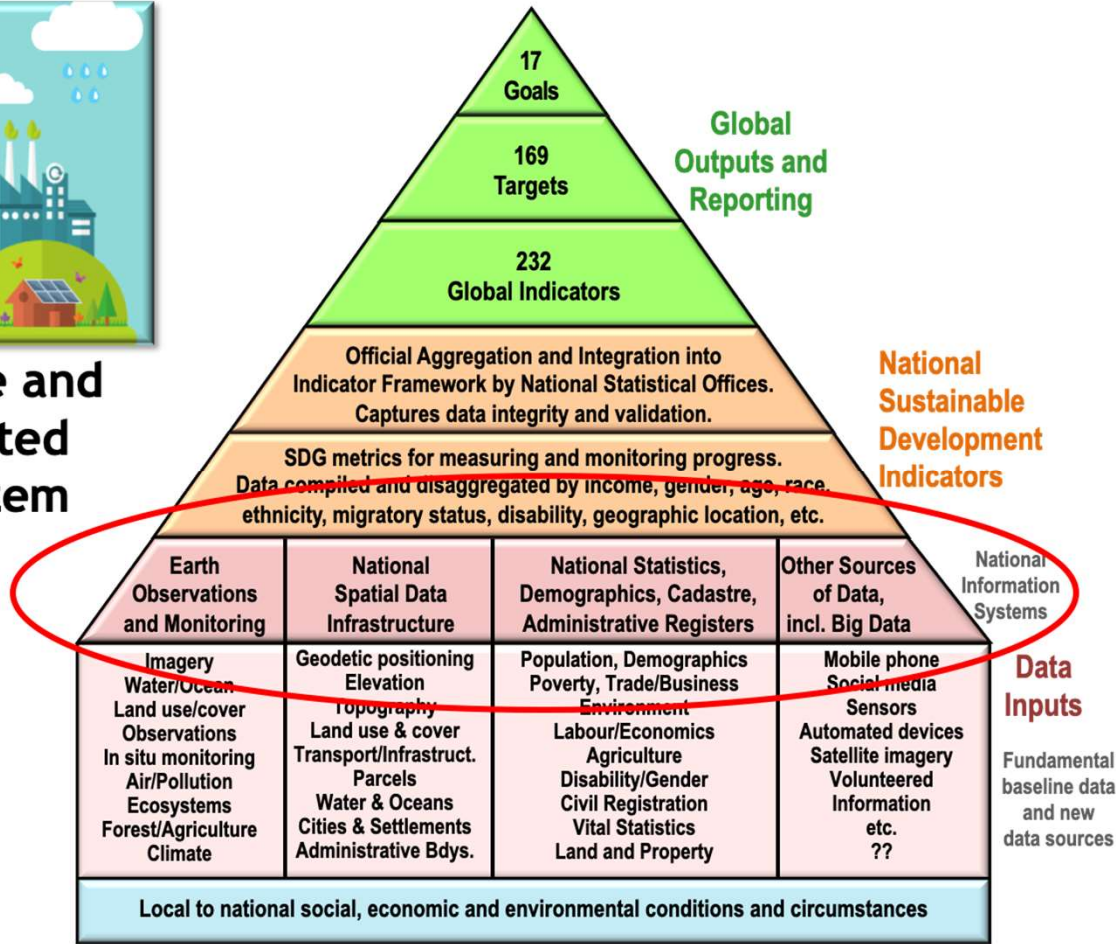 17
Goals
169
Targets
232
Global Indicators
Global
Outputs and
Reporting
e and
ted
tem
Official Aggregation and Integration into
Indicator Framework by National Statistical Offices.
Captures data integrity and validation.
SDG metrics for measuring and monitoring progress.
Data compiled and disaggregated by income, gender, age, race,
ethnicity, migratory status, disability, geographic location, etc.
National
Sustainable
Development
Indicators
Earth
Observations
and Monitoring
National
Spatial Data
Infrastructure
National Statistics,
Demographics, Cadastre,
Administrative Registers
Other Sources
of Data,
incl. Big Data
National
Information
Systems
Imagery
Water/Ocean
Land use/cover
Observations
In situ monitoring
Air/Pollution
Ecosystems
Forest/Agriculture
Climate
Geodetic positioning
Elevation
Topography
Land use & cover
Transport/Infrastruct.
Parcels
Water & Oceans
Cities & Settlements
Administrative Bdys.
Population, Demographics
Poverty, Trade/Business
Environment
Labour/Economics
Agriculture
Disability/Gender
Civil Registration
Vital Statistics
Land and Property
Mobile phone
Social media
Sensors
Automated devices
Satellite imagery
Volunteered
Information
etc.
??
Data
Inputs
Fundamental
baseline data
and new
data sources
Local to national social, economic and environmental conditions and circumstances